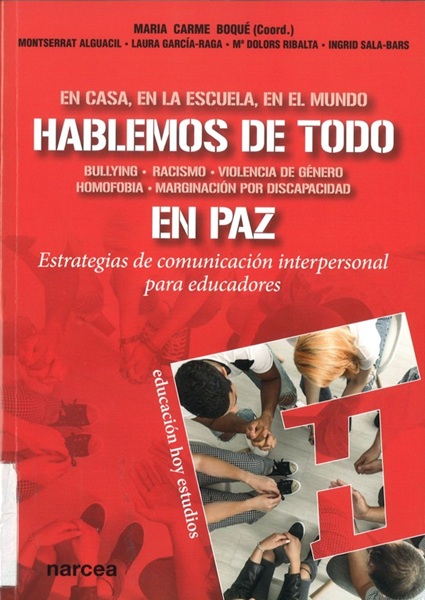 MARIA CARME BOQUÉ (Coord.)
MONTSERRAT ALGUACIL • LAURA GARCÍA-RAGA • Mª DOLORS RIBALTA • INGRID SALA-BARS
EN CASA, EN LA ESCUELA, EN EL MUNDO
HABLEMOS DE TODO
BULLYING • RACISMO • VIOLENCIA DE GÉNERO
HOMOFOBIA • MARGINACIÓN POR DISCAPACIDAD
EN PAZ
Estrategias de comunicación interpersonal
para educadores
educación hoy estudios
narcea